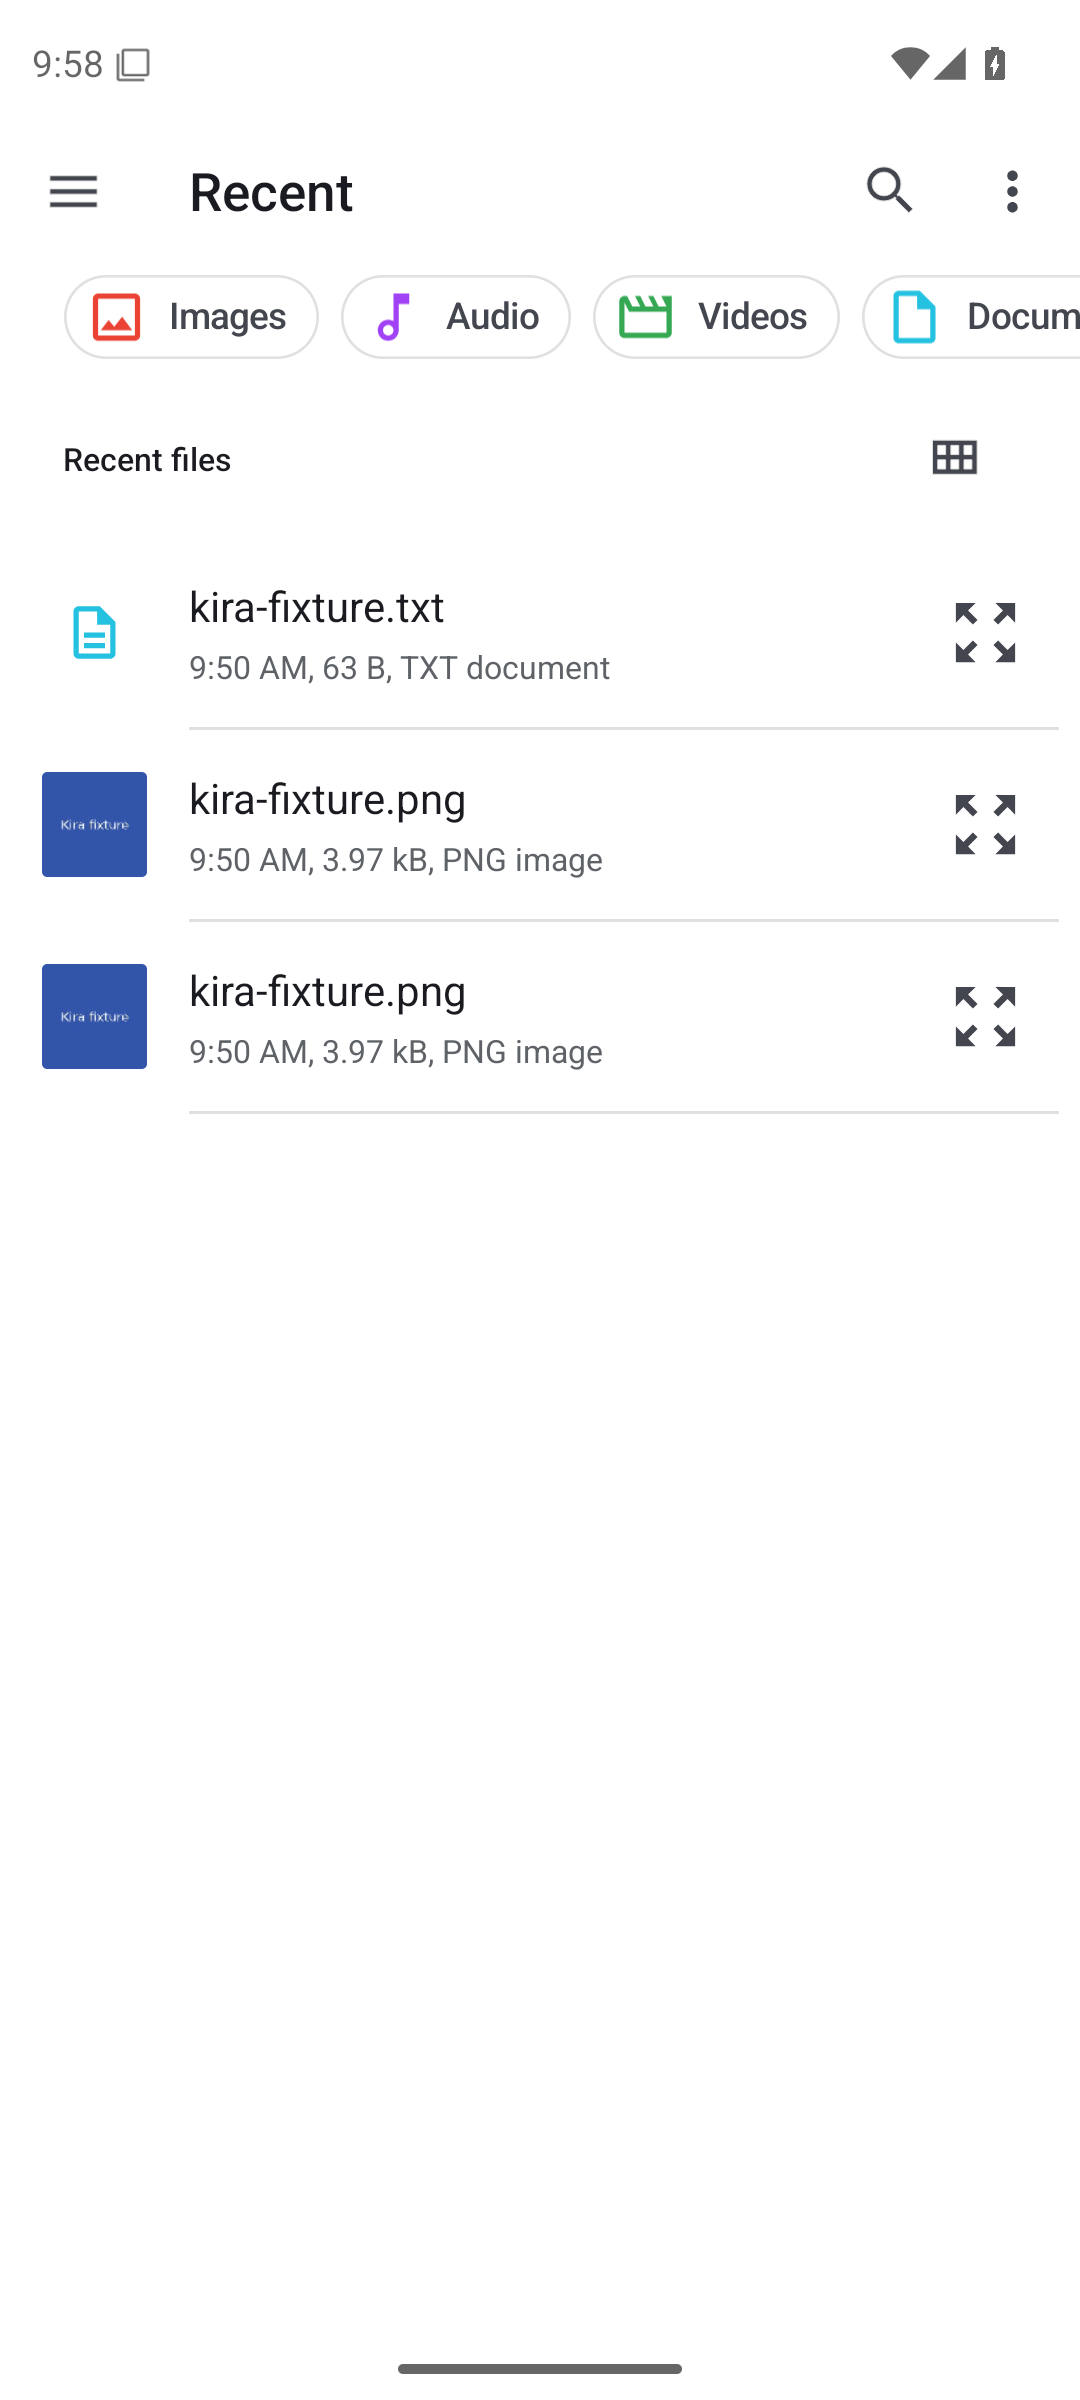 9:58
Recent
Images
Audio
Videos
Docum
Recent files
kira-fixture.txt
9:50 AM, 63 B, TXT document
Kira fixture
kira-fixture.png
9:50 AM, 3.97 kB, PNG image
Kira fixture
kira-fixture.png
9:50 AM, 3.97 kB, PNG image